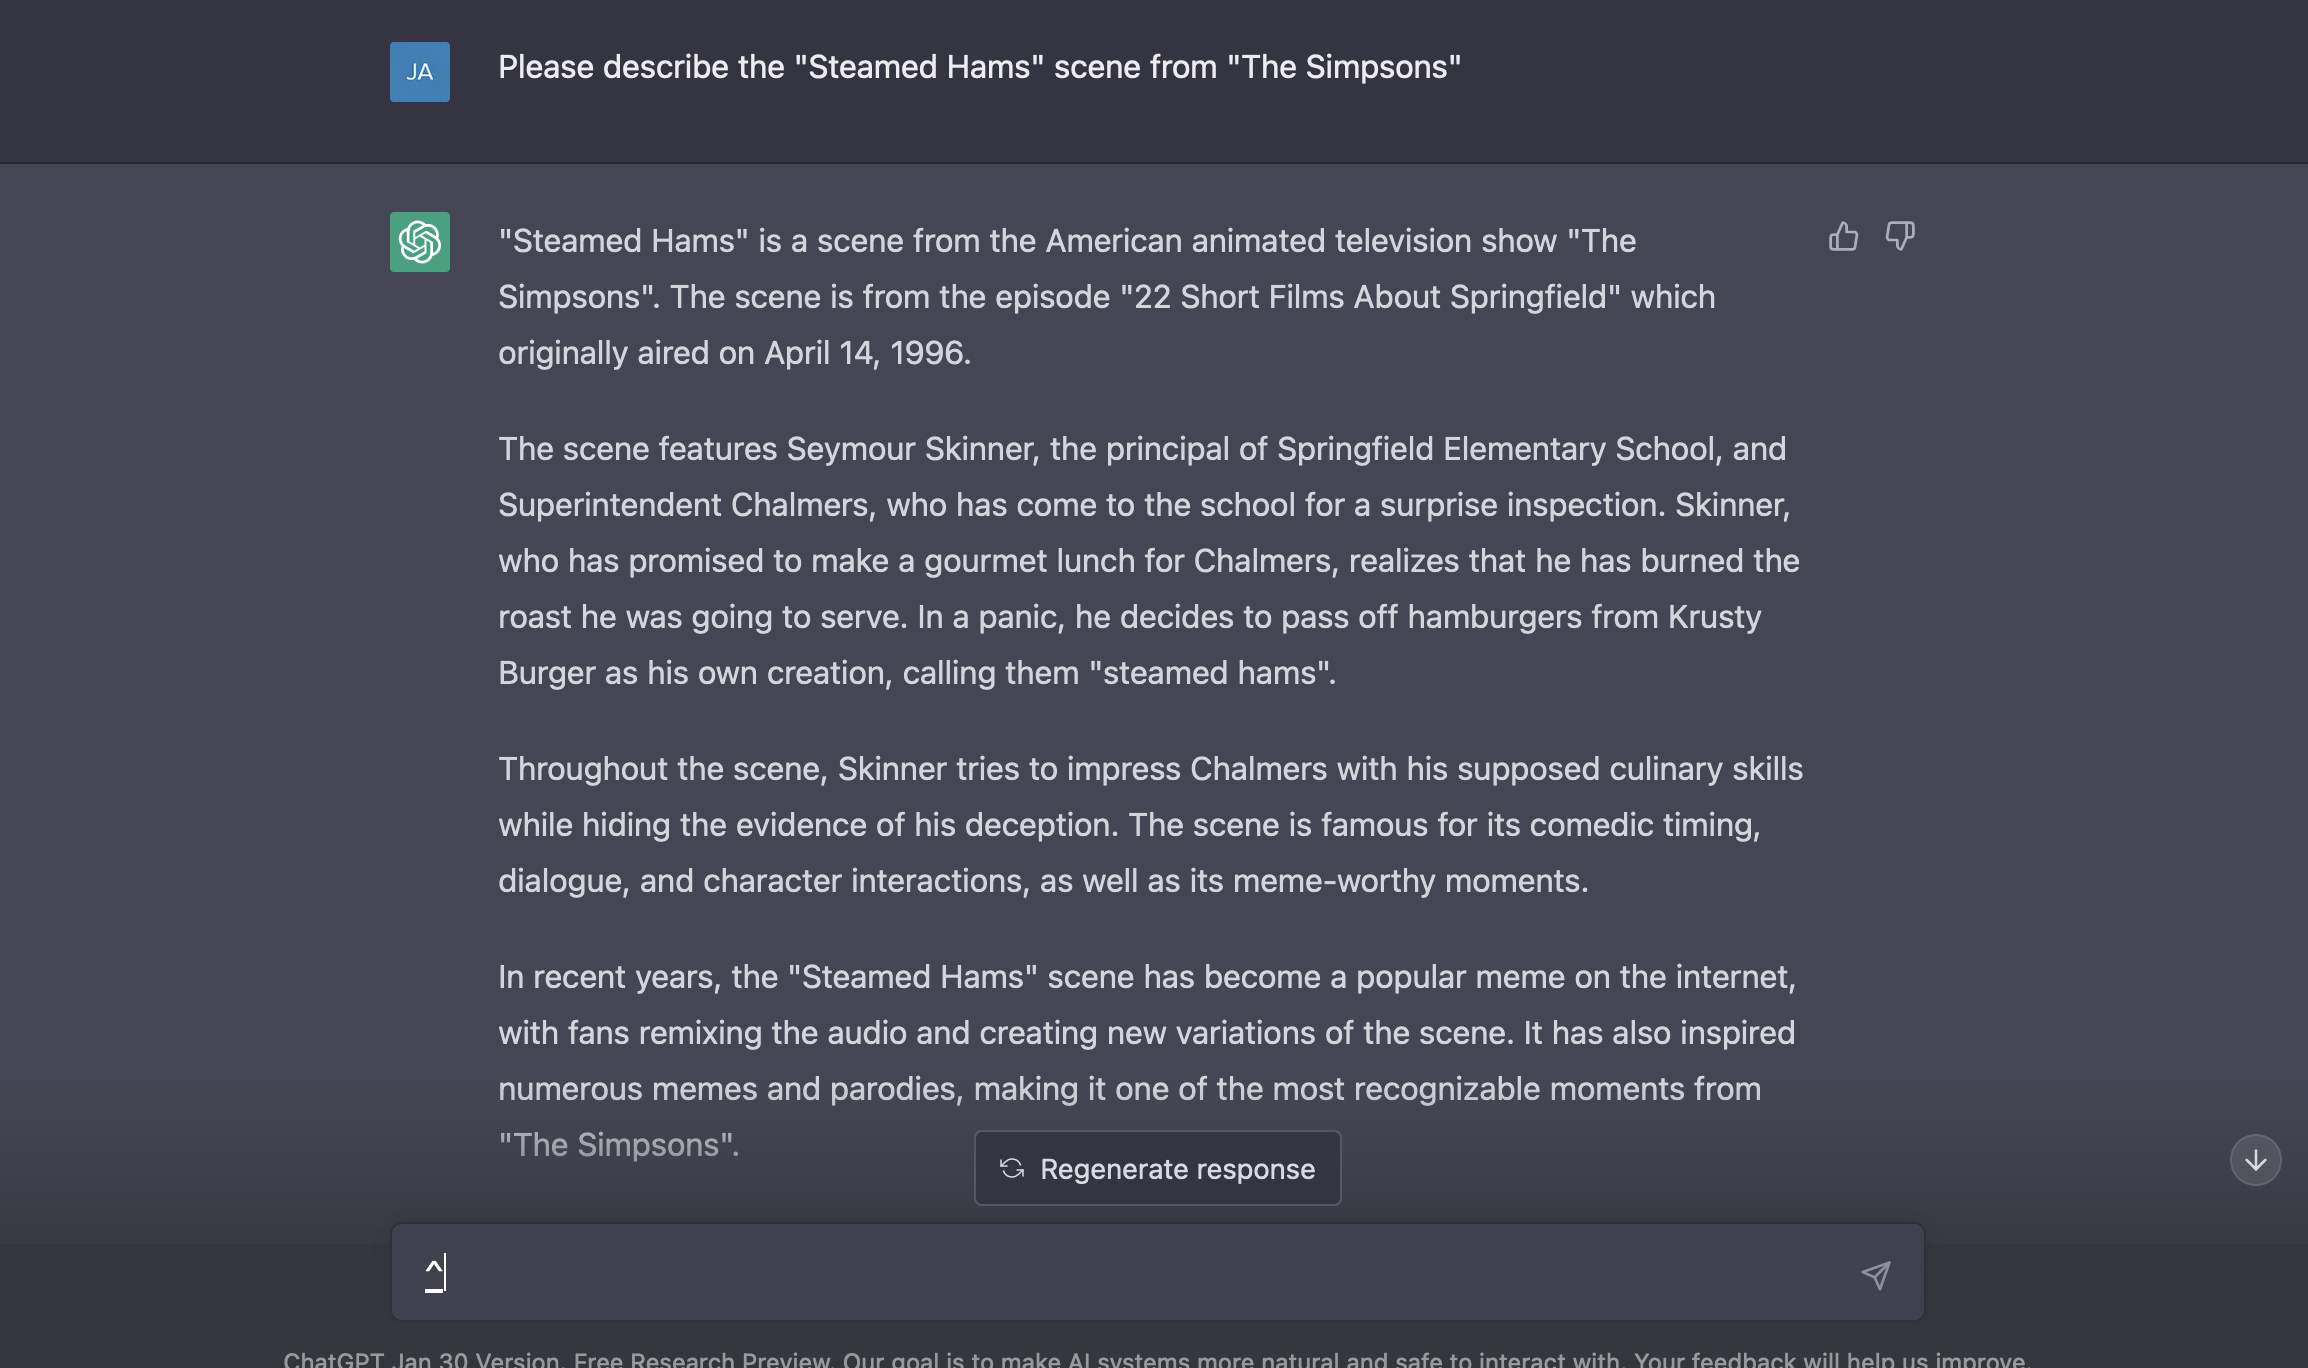 JA
Please describe the "Steamed Hams" scene from "The Simpsons"
"Steamed Hams" is a scene from the American animated television show "The
Simpsons". The scene is from the episode "22 Short Films About Springfield" which
originally aired on April 14, 1996.
The scene features Seymour Skinner, the principal of Springfield Elementary School, and
Superintendent Chalmers, who has come to the school for a surprise inspection. Skinner,
who has promised to make a gourmet lunch for Chalmers, realizes that he has burned the
roast he was going to serve. In a panic, he decides to pass off hamburgers from Krusty
Burger as his own creation, calling them "steamed hams".
Throughout the scene, Skinner tries to impress Chalmers with his supposed culinary skills
while hiding the evidence of his deception. The scene is famous for its comedic timing,
dialogue, and character interactions, as well as its meme-worthy moments.
In recent years, the "Steamed Hams" scene has become a popular meme on the internet,
with fans remixing the audio and creating new variations of the scene. It has also inspired
numerous memes and parodies, making it one of the most recognizable moments from
"The Simpsons".
Regenerate response
^
ChatGPT Jan 30 Version. Free Research Preview. Our goal is to make AI systems more natural and safe to interact with. Your feedback will help us improve.